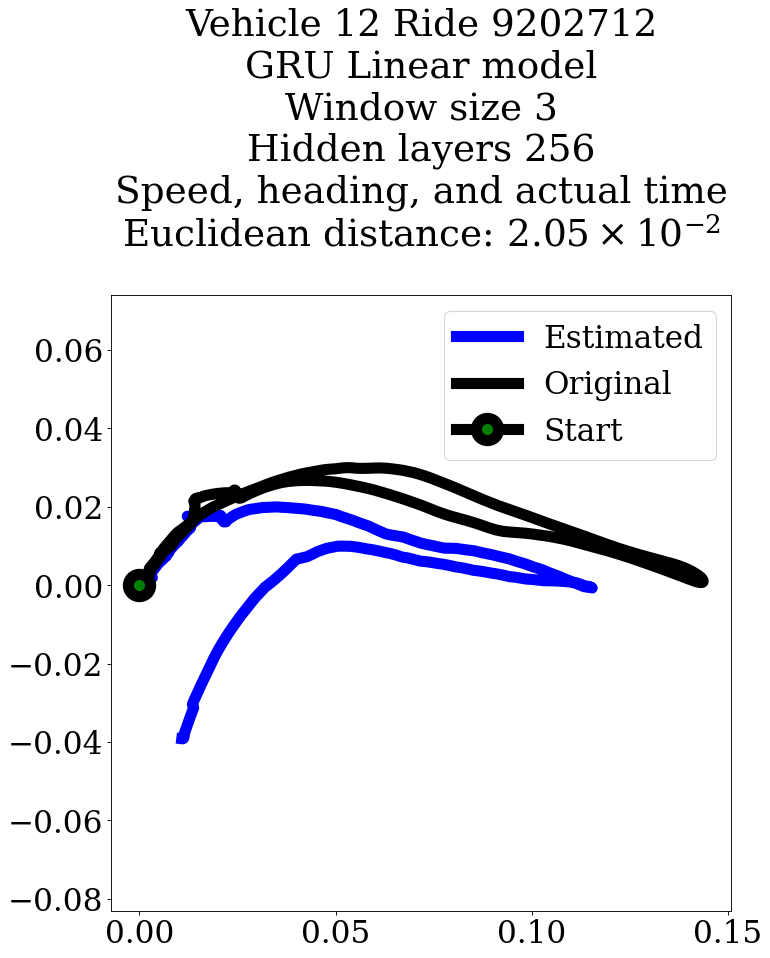 Vehicle 12 Ride 9202712
GRU Linear model
Window size 3
Hidden layers 256
Speed, heading, and actual time
Euclidean distance: 2.05 × 10⁻²
Estimated
Original
Start
0.06
0.04
0.02
0.00
−0.02
−0.04
−0.06
−0.08
0.00 0.05 0.10 0.15